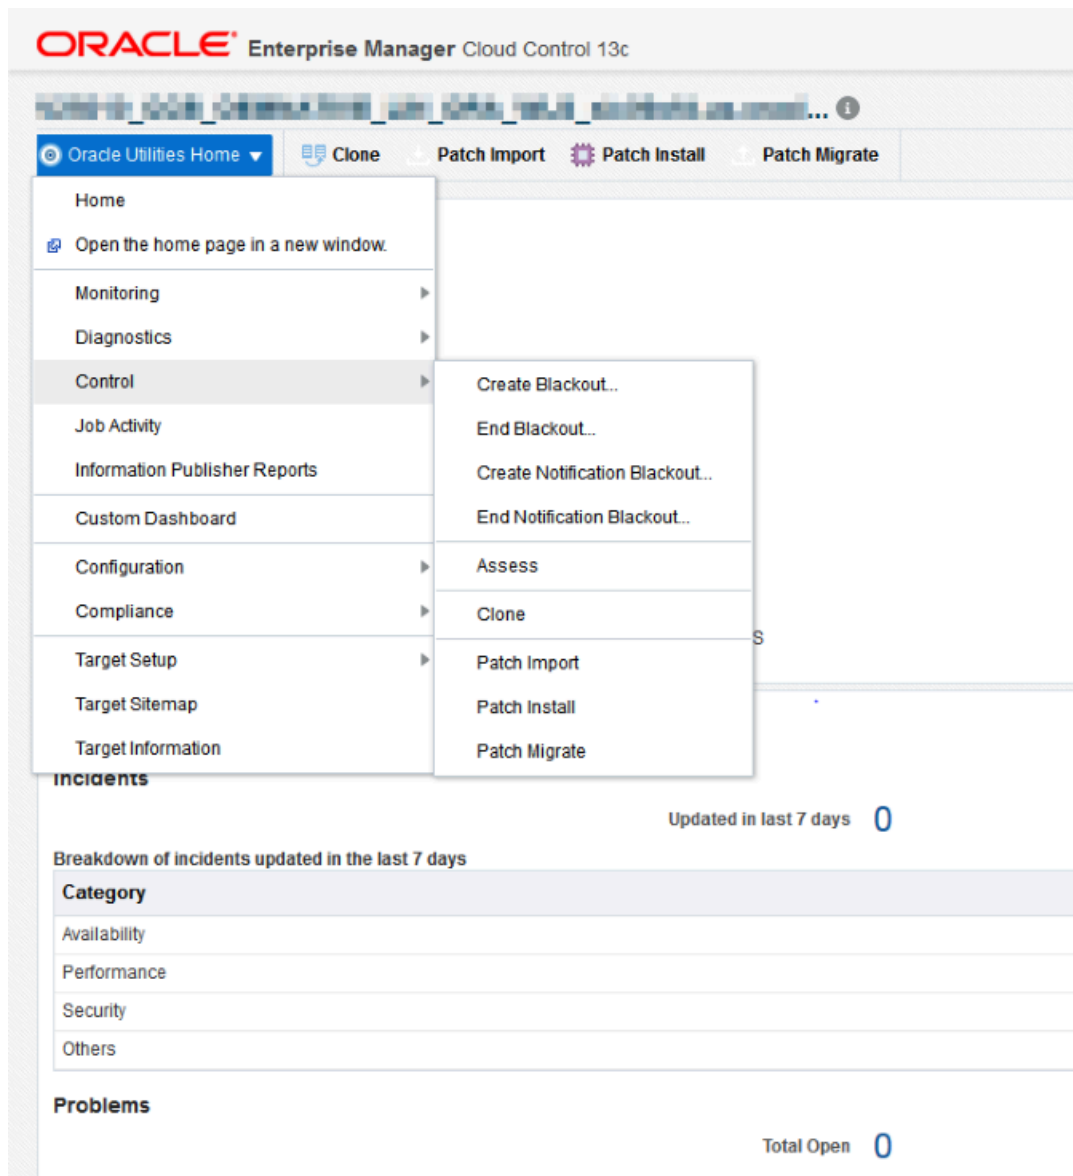 ORACLE Enterprise Manager Cloud Control 13c
...
Oracle Utilities Home Clone Patch Import Patch Install Patch Migrate
Home
Open the home page in a new window.
Monitoring
Diagnostics
Control
Job Activity
Information Publisher Reports
Custom Dashboard
Configuration
Compliance
Target Setup
Target Sitemap
Target Information
Create Blackout...
End Blackout...
Create Notification Blackout...
End Notification Blackout...
Assess
Clone
Patch Import
Patch Install
Patch Migrate
S
Incidents
Updated in last 7 days 0
Breakdown of incidents updated in the last 7 days
Category
Availability
Performance
Security
Others
Problems
Total Open 0